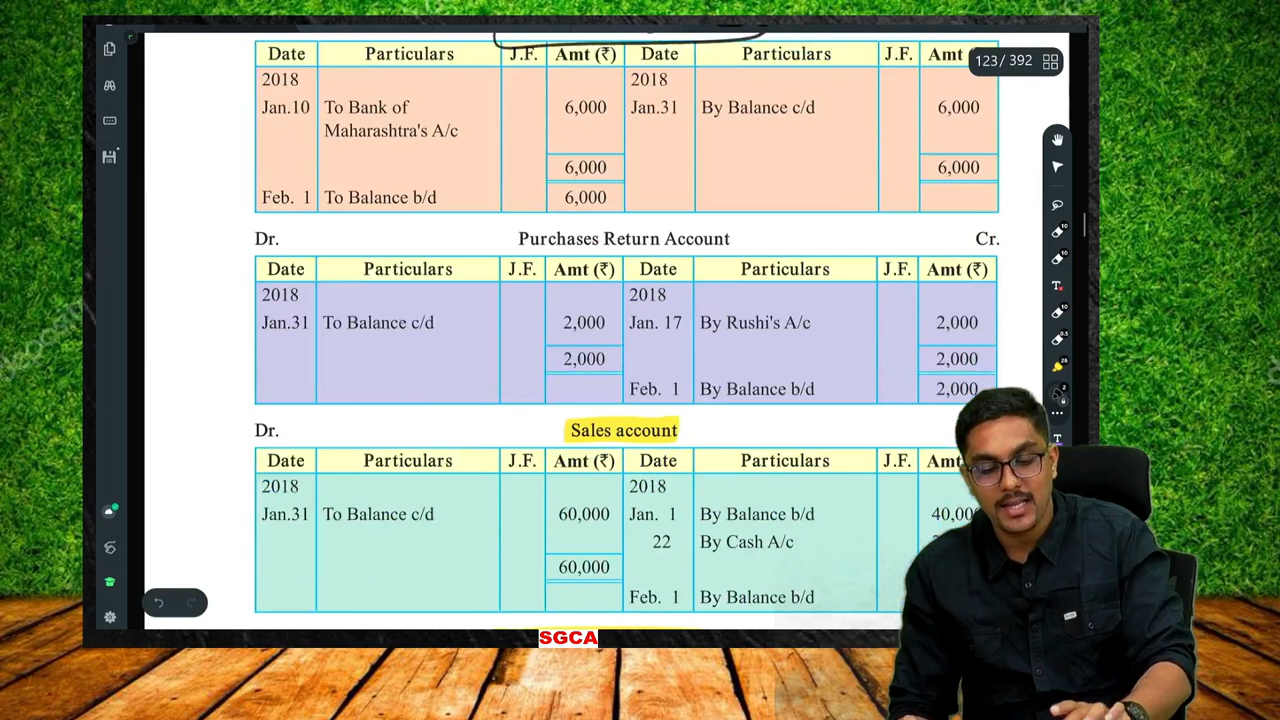 123/ 392
Date Particulars J.F. Amt (₹) Date Particulars J.F. Amt
2018 2018
Jan.10 To Bank of 6,000 Jan.31 By Balance c/d 6,000
Maharashtra's A/c
6,000 6,000
Feb. 1 To Balance b/d 6,000
Dr. Purchases Return Account Cr.
Date Particulars J.F. Amt (₹) Date Particulars J.F. Amt (₹)
2018 2018
Jan.31 To Balance c/d 2,000 Jan. 17 By Rushi's A/c 2,000
2,000 2,000
Feb. 1 By Balance b/d 2,000
Dr. Sales account
Date Particulars J.F. Amt (₹) Date Particulars J.F. Amt
2018 2018
Jan.31 To Balance c/d 60,000 Jan. 1 By Balance b/d 40,000
22 By Cash A/c
60,000
Feb. 1 By Balance b/d
SGCA